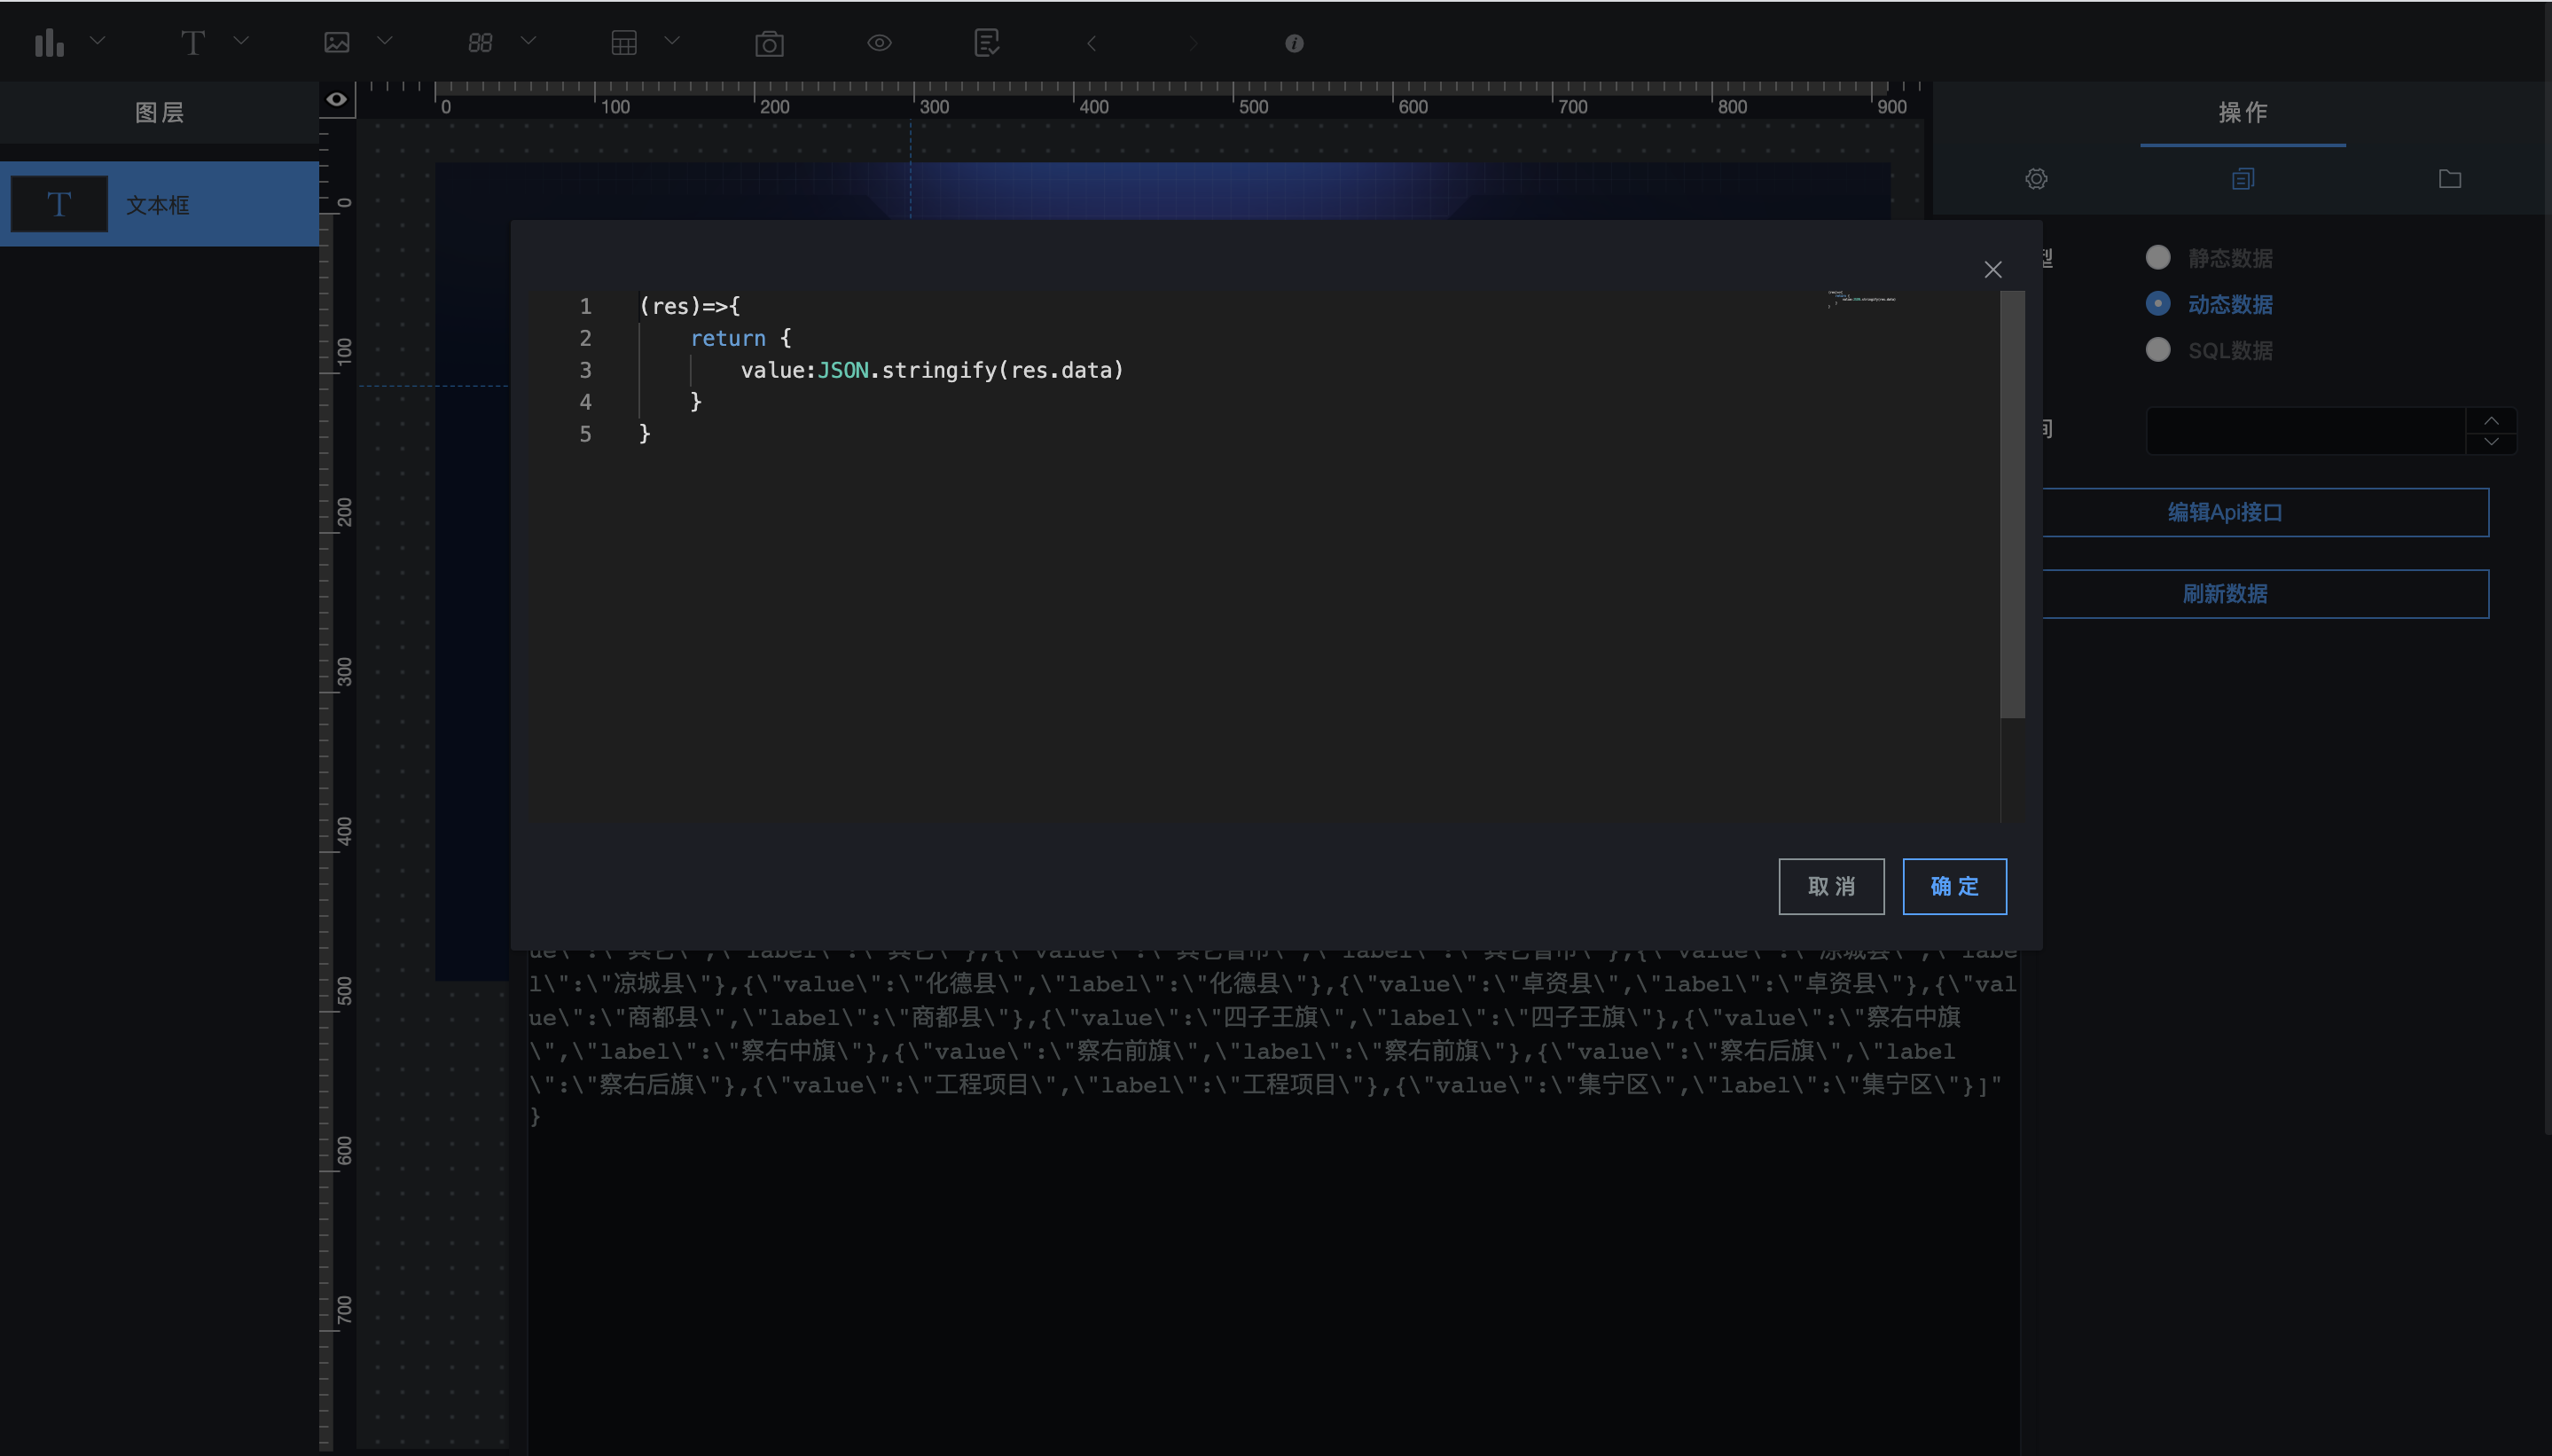 图层
操作
0 100 200 300 400 500 600 700 800 900
T 文本框
0
100
200
300
400
500
600
700
静态数据
动态数据
SQL数据
编辑Api接口
刷新数据
1 (res)=>{
2 return {
3 value:JSON.stringify(res.data)
4 }
5 }
取消 确定
l\":\"凉城县\"},{\"value\":\"化德县\",\"label\":\"化德县\"},{\"value\":\"卓资县\",\"label\":\"卓资县\"},{\"val
ue\":\"商都县\",\"label\":\"商都县\"},{\"value\":\"四子王旗\",\"label\":\"四子王旗\"},{\"value\":\"察右中旗
\",\"label\":\"察右中旗\"},{\"value\":\"察右前旗\",\"label\":\"察右前旗\"},{\"value\":\"察右后旗\",\"label
\":\"察右后旗\"},{\"value\":\"工程项目\",\"label\":\"工程项目\"},{\"value\":\"集宁区\",\"label\":\"集宁区\"}]"
}